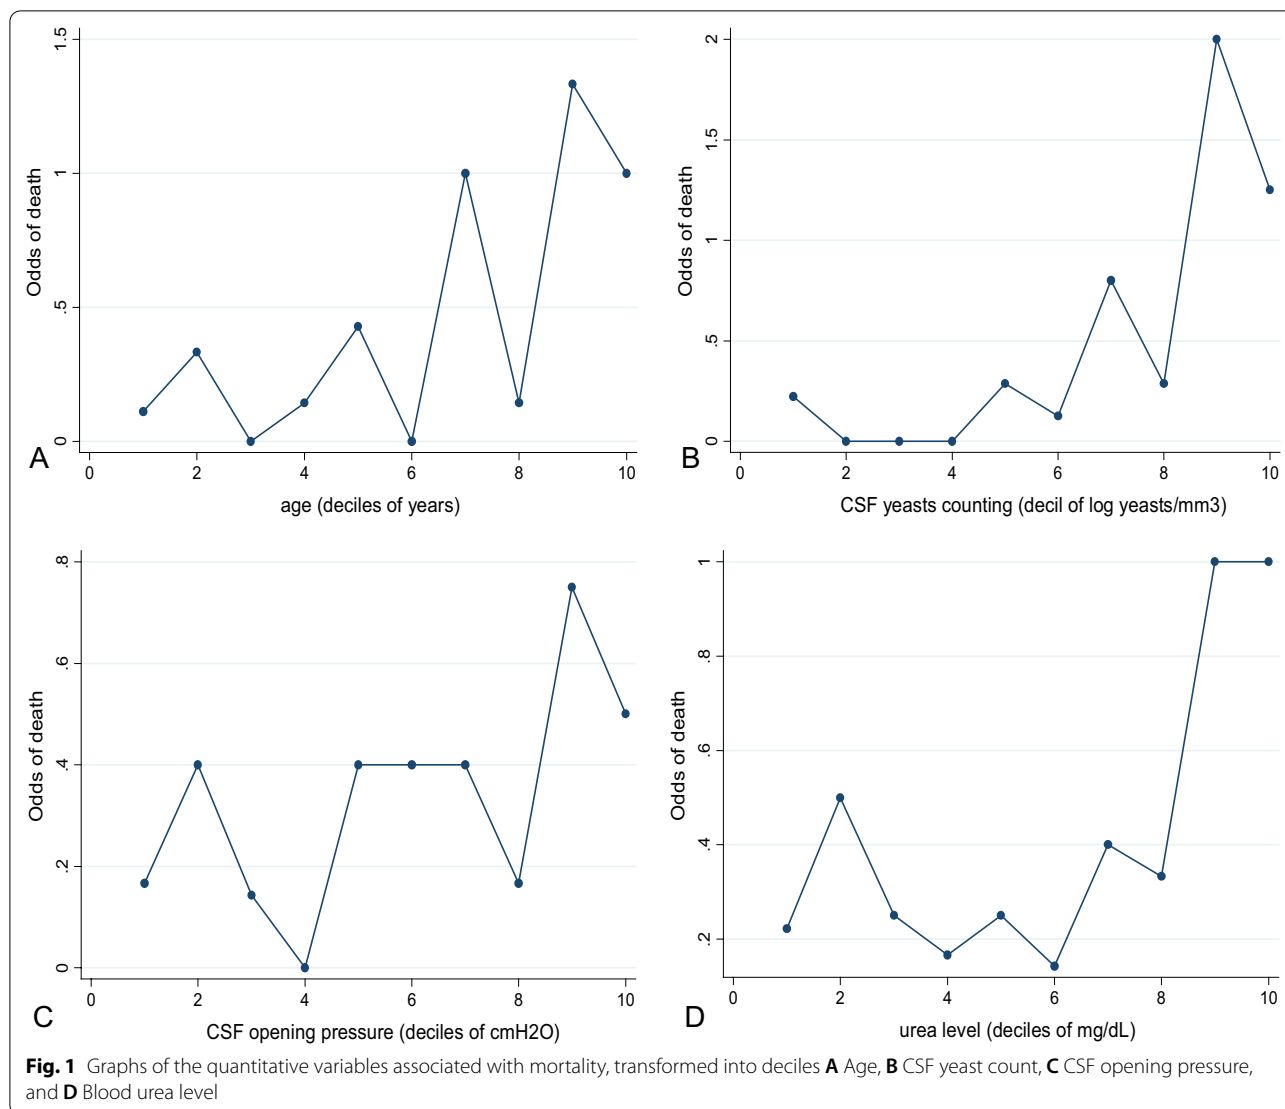 1.5
1
.5
0
Odds of death
0 2 4 6 8 10
age (deciles of years)
A
2
1.5
1
.5
0
Odds of death
0 2 4 6 8 10
CSF yeasts counting (decil of log yeasts/mm3)
B
.8
.6
.4
.2
0
Odds of death
0 2 4 6 8 10
CSF opening pressure (deciles of cmH2O)
C
1
.8
.6
.4
.2
Odds of death
0 2 4 6 8 10
urea level (deciles of mg/dL)
D
Fig. 1 Graphs of the quantitative variables associated with mortality, transformed into deciles A Age, B CSF yeast count, C CSF opening pressure,
and D Blood urea level